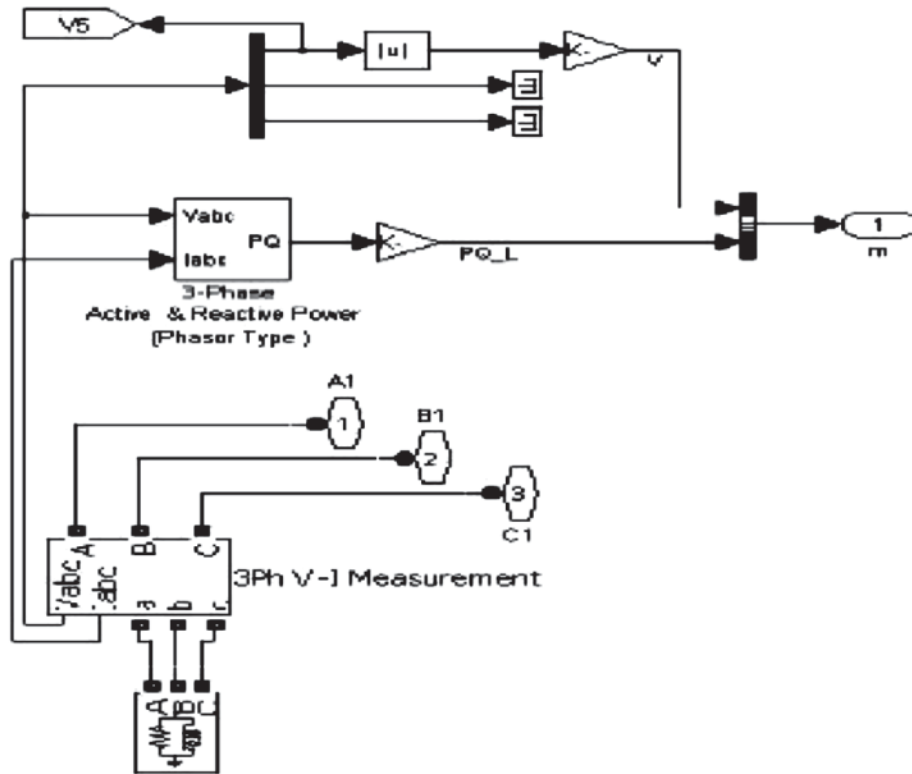 V5
|u|
K-
V
Vabc
PQ
Iabc
K-
PQ_L
1
m
3-Phase
Active & Reactive Power
(Phasor Type )
A1
1
B1
2
3
C1
A
B
C
Vabc
Iabc
3Ph V-I Measurement
a
b
c
A
B
C